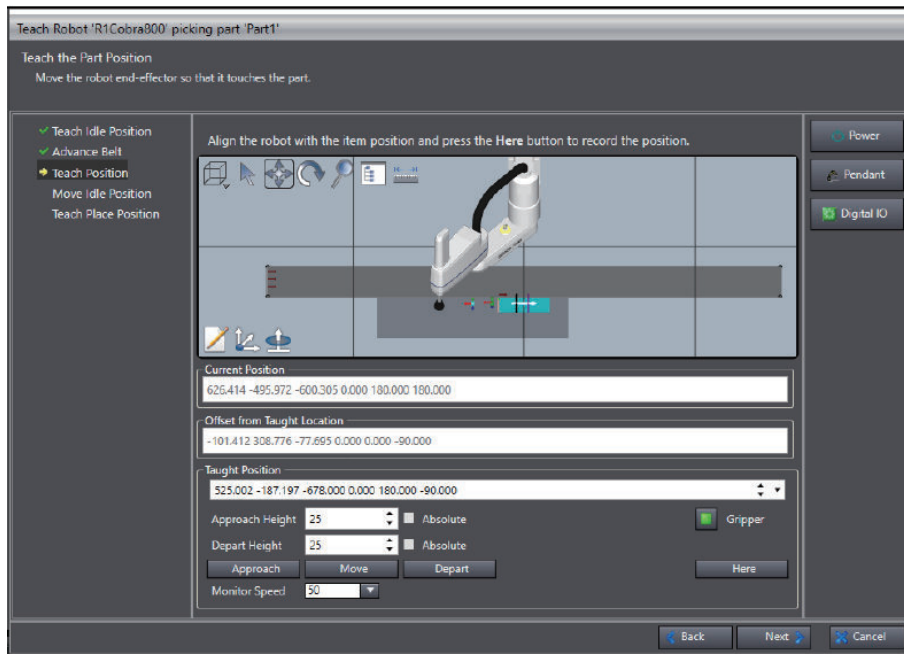 Teach Robot 'R1Cobra800' picking part 'Part1'
Teach the Part Position
Move the robot end-effector so that it touches the part.
Teach Idle Position
Advance Belt
Teach Position
Move Idle Position
Teach Place Position
Align the robot with the item position and press the Here button to record the position.
Power
Pendant
Digital IO
Current Position
626.414 -495.972 -600.305 0.000 180.000 180.000
Offset from Taught Location
-101.412 308.776 -77.695 0.000 0.000 -90.000
Taught Position
525.002 -187.197 -678.000 0.000 180.000 -90.000
Approach Height 25 Absolute Gripper
Depart Height 25 Absolute
Approach Move Depart Here
Monitor Speed 50
Back Next Cancel